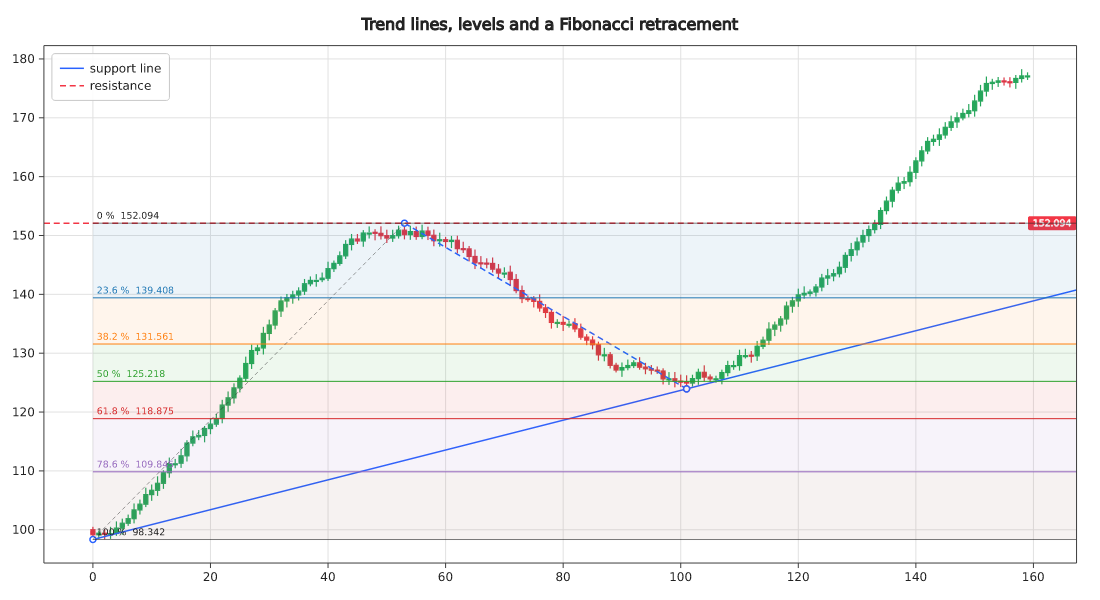 Trend lines, levels and a Fibonacci retracement
support line
resistance
180
170
160
150
140
130
120
110
100
0 % 152.094
152.094
23.6 % 139.408
38.2 % 131.561
50 % 125.218
61.8 % 118.875
78.6 %
100 % 98.342
0
20
40
60
80
100
120
140
160